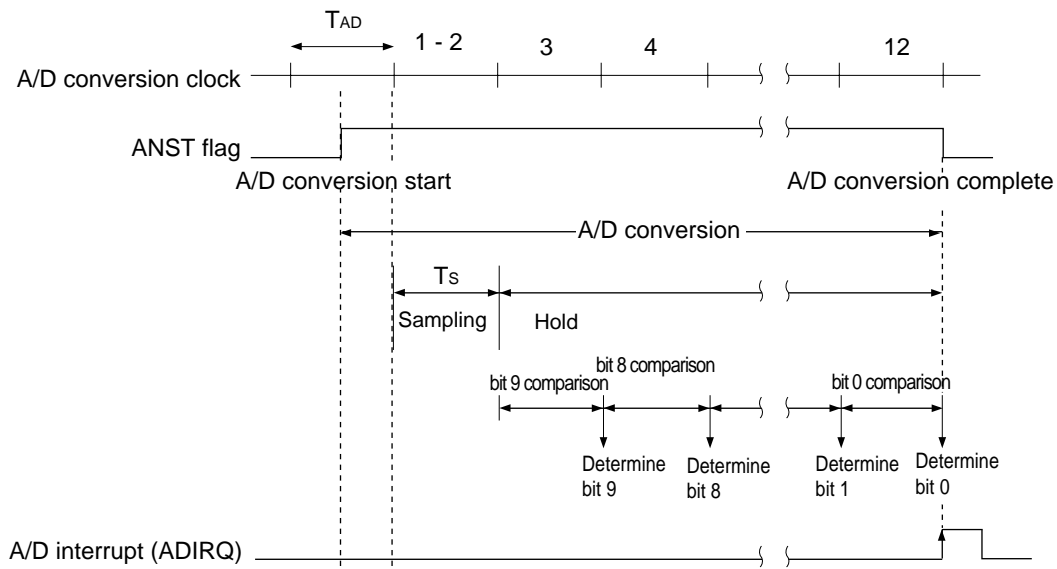 TAD
1 - 2
3
4
12
A/D conversion clock
ANST flag
A/D conversion start
A/D conversion complete
A/D conversion
Ts
Sampling
Hold
bit 9 comparison
bit 8 comparison
bit 0 comparison
Determine
bit 9
Determine
bit 8
Determine
bit 1
Determine
bit 0
A/D interrupt (ADIRQ)